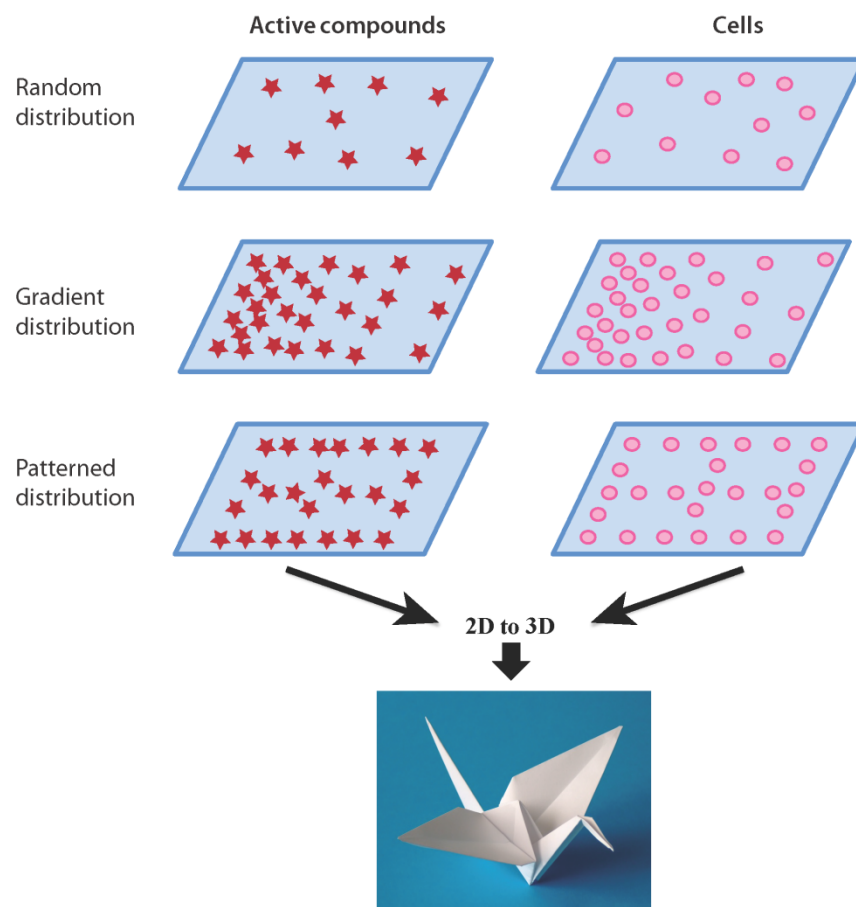 Active compounds
Cells
Random
distribution
Gradient
distribution
Patterned
distribution
2D to 3D